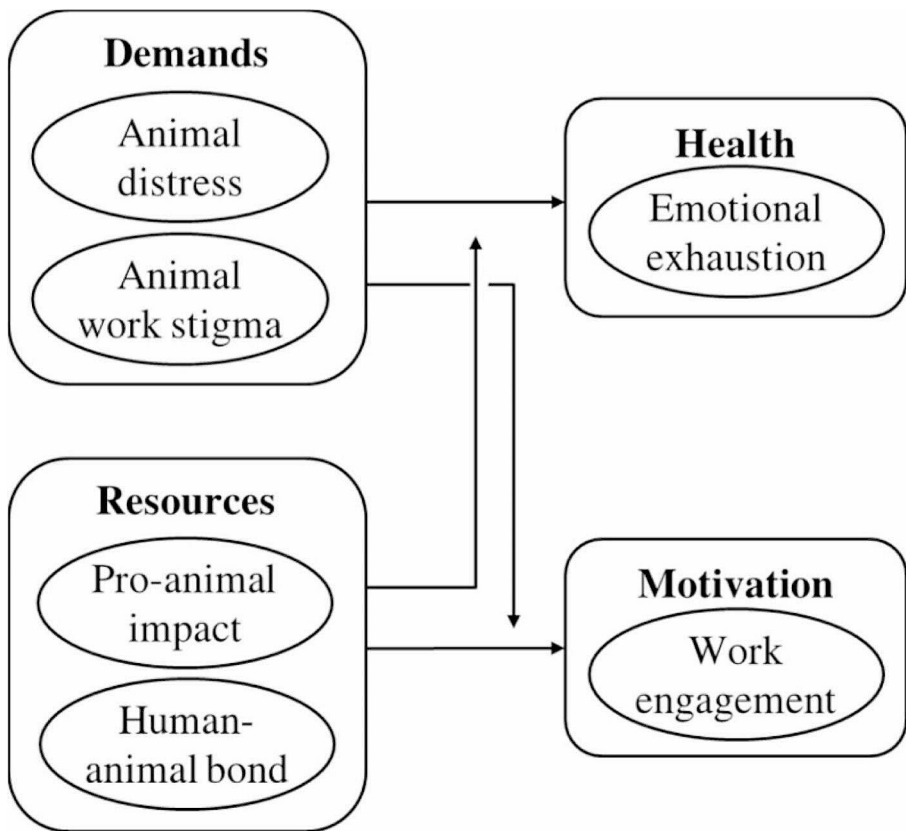 Demands
Animal
distress
Animal
work stigma
Health
Emotional
exhaustion
Resources
Pro-animal
impact
Human-
animal bond
Motivation
Work
engagement